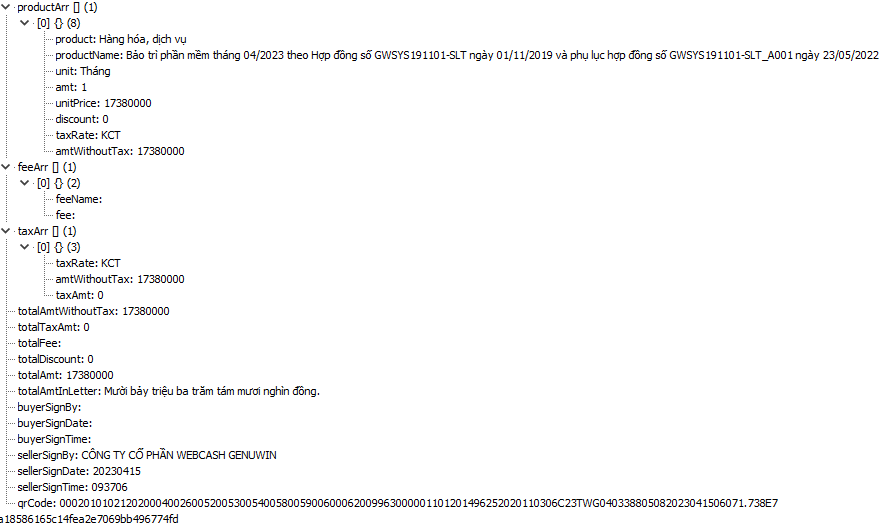 productArr [] (1)
[0] {} (8)
product: Hàng hóa, dịch vụ
productName: Bảo trì phần mềm tháng 04/2023 theo Hợp đồng số GWSYS191101-SLT ngày 01/11/2019 và phụ lục hợp đồng số GWSYS191101-SLT_A001 ngày 23/05/2022
unit: Tháng
amt: 1
unitPrice: 17380000
discount: 0
taxRate: KCT
amtWithoutTax: 17380000
feeArr [] (1)
[0] {} (2)
feeName:
fee:
taxArr [] (1)
[0] {} (3)
taxRate: KCT
amtWithoutTax: 17380000
taxAmt: 0
totalAmtWithoutTax: 17380000
totalTaxAmt: 0
totalFee:
totalDiscount: 0
totalAmt: 17380000
totalAmtInLetter: Mười bảy triệu ba trăm tám mươi nghìn đồng.
buyerSignBy:
buyerSignDate:
buyerSignTime:
sellerSignBy: CÔNG TY CỔ PHẦN WEBCASH GENUWIN
sellerSignDate: 20230415
sellerSignTime: 093706
qrCode: 00020101021202000400260052005300540058005900600062009963000001101201496252020110306C23TWG04033880508202304150607​1.738E7
a18586165c14fea2e7069bb496774fd